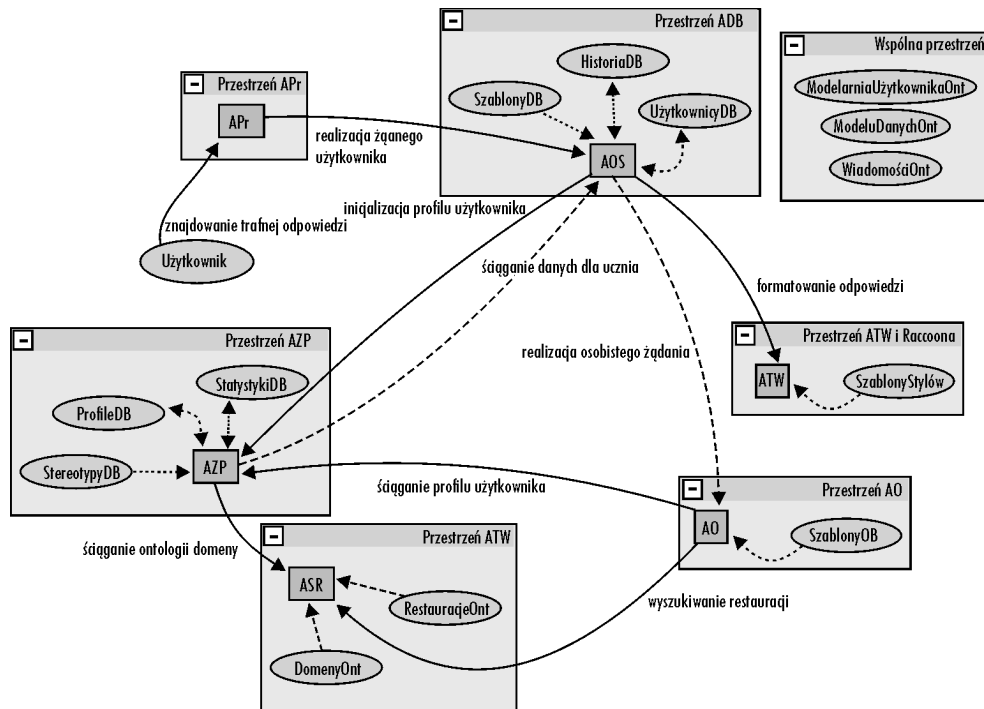 Przestrzeń ADB
HistoriaDB
SzablonyDB
UżytkownicyDB
AOS
Wspólna przestrzeń
ModelarniaUżytkownikaOnt
ModeluDanychOnt
WiadomościOnt
Przestrzeń APr
APr
realizacja żąanego
użytkownika
inicjalizacja profilu użytkownika
znajdowanie trafnej odpowiedzi
Użytkownik
ściąganie danych dla ucznia
formatowanie odpowiedzi
realizacja osobistego żądania
Przestrzeń AZP
StatystykiDB
ProfileDB
StereotypyDB
AZP
Przestrzeń ATW i Raccoona
ATW
SzablonyStylów
ściąganie profilu użytkownika
Przestrzeń AO
AO
SzablonyOB
ściąganie ontologii domeny
Przestrzeń ATW
ASR
RestauracjeOnt
DomenyOnt
wyszukiwanie restauracji